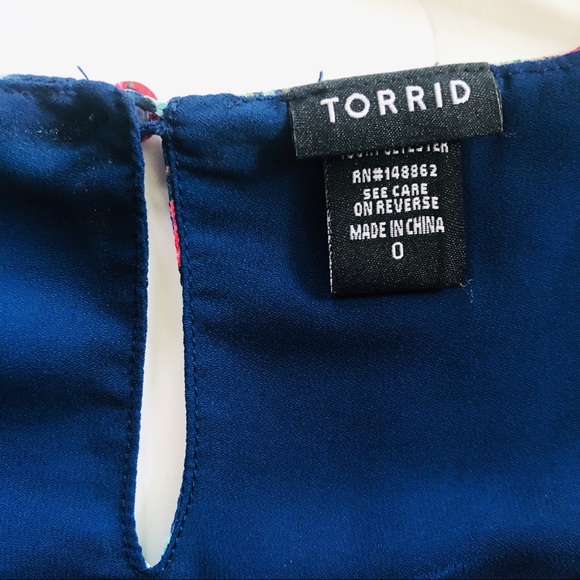 TORRID
RN#148862
SEE CARE
ON REVERSE
MADE IN CHINA
0